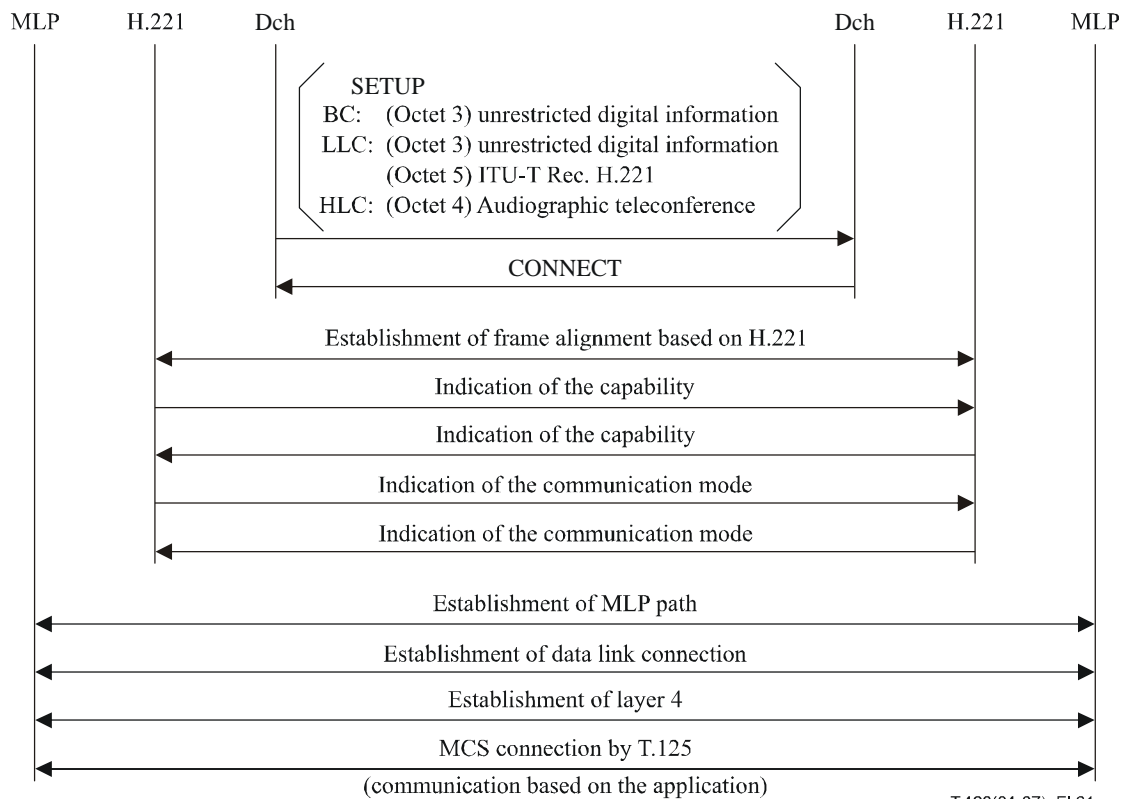 MLP H.221 Dch Dch H.221 MLP
SETUP
BC: (Octet 3) unrestricted digital information
LLC: (Octet 3) unrestricted digital information
(Octet 5) ITU-T Rec. H.221
HLC: (Octet 4) Audiographic teleconference
CONNECT
Establishment of frame alignment based on H.221
Indication of the capability
Indication of the capability
Indication of the communication mode
Indication of the communication mode
Establishment of MLP path
Establishment of data link connection
Establishment of layer 4
MCS connection by T.125
(communication based on the application)